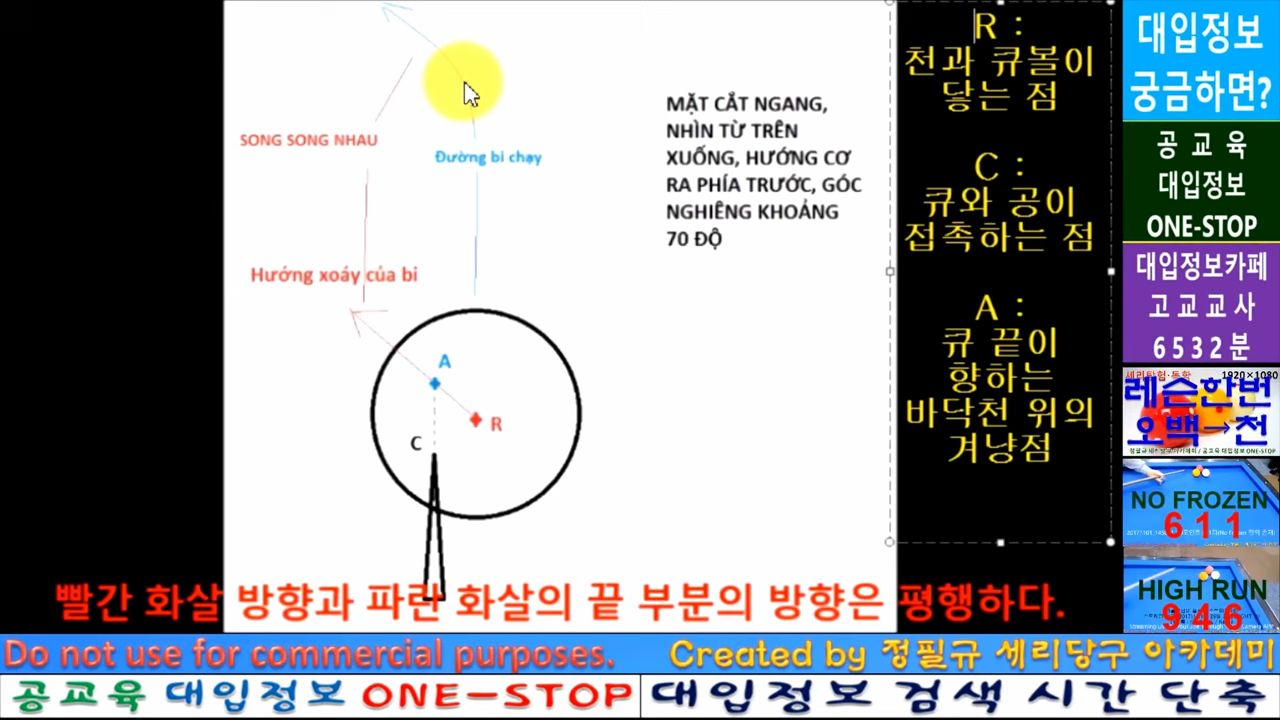 SONG SONG NHAU
Đường bi chạy
Hướng xoáy của bi
A
R
C
MẶT CẮT NGANG,
NHÌN TỪ TRÊN
XUỐNG, HƯỚNG CƠ
RA PHÍA TRƯỚC, GÓC
NGHIÊNG KHOẢNG
70 ĐỘ
R :
천과 큐볼이
닿는 점
C :
큐와 공이
접촉하는 점
A :
큐 끝이
향하는
바닥천 위의
겨냥점
대입정보
궁금하면?
공 교 육
대입정보
ONE-STOP
대입정보카페
고 교 교 사
6 5 3 2 분
1920×1080
레슨한번
오백→천
NO FROZEN
6 1 1
HIGH RUN
9 4 6
빨간 화살 방향과 파란 화살의 끝 부분의 방향은 평행하다.
Do not use for commercial purposes.
Created by 정필규 세리당구 아카데미
공교육 대입정보 ONE-STOP
대입정보 검색 시간 단축